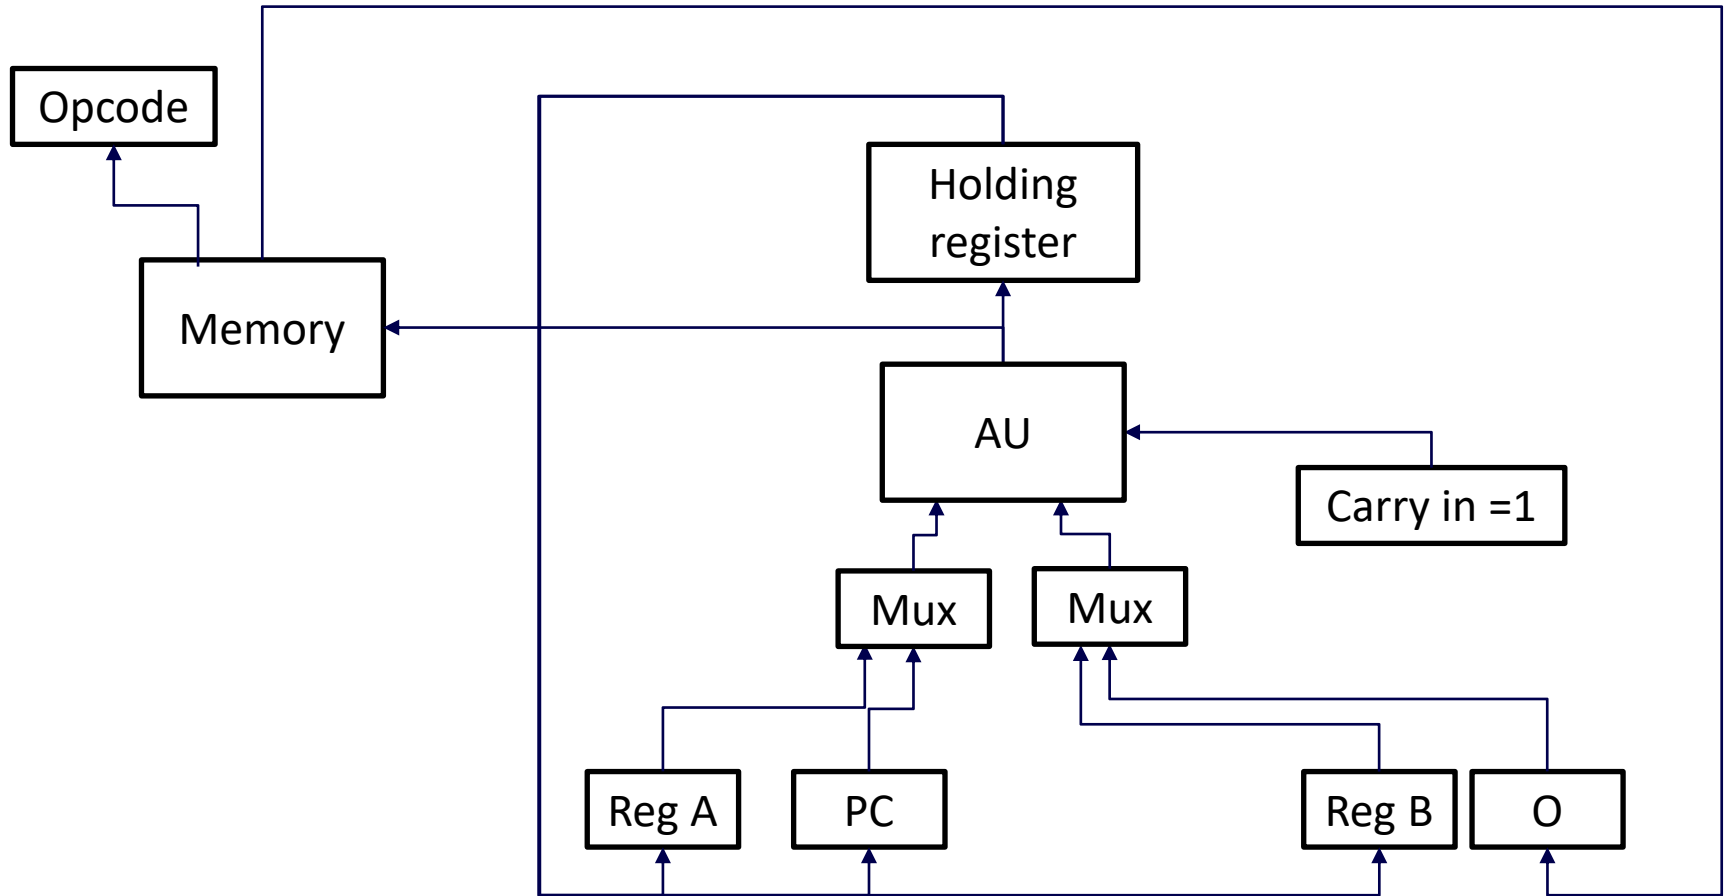 Opcode
Holding
register
Memory
AU
Carry in =1
Mux
Mux
Reg A
PC
Reg B
O